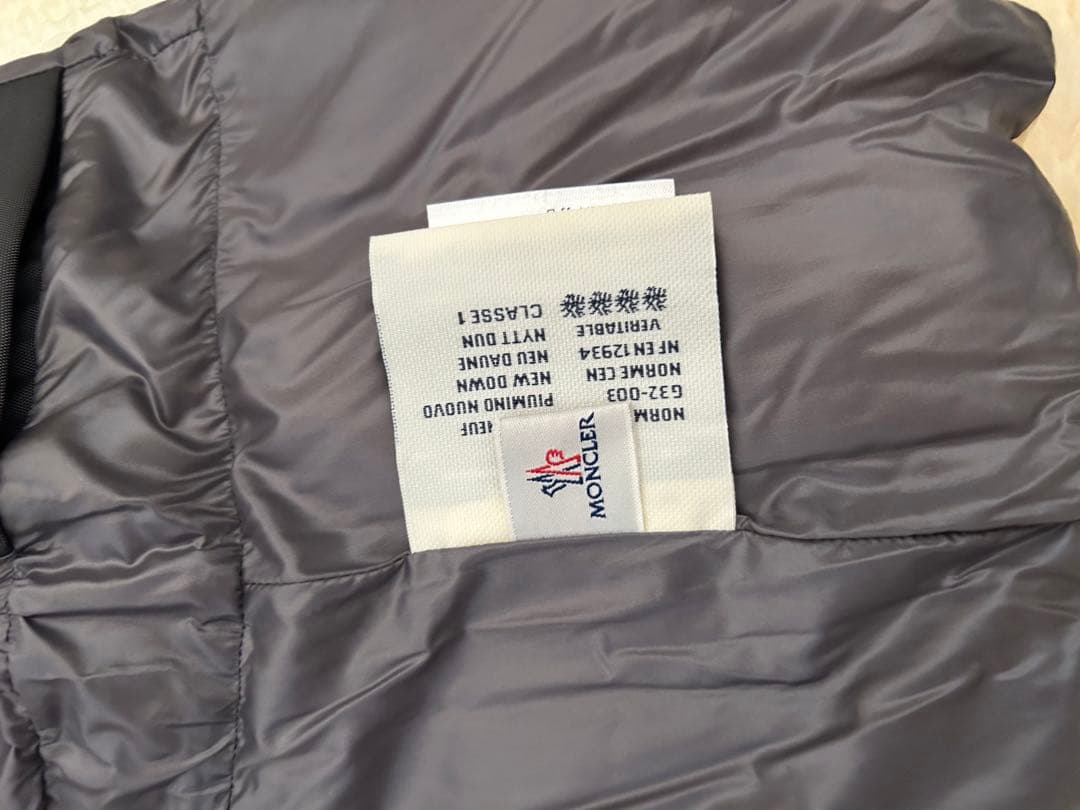 NORM
G32-003
NORME CEN
NF EN 12934
VERITABLE
NEUF
PIUMINO NUOVO
NEW DOWN
NEU DAUNE
NYTT DUN
CLASSE 1
MONCLER